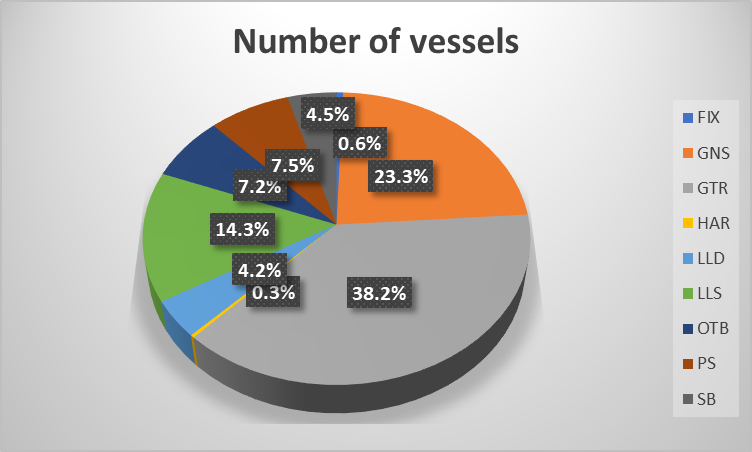 Number of vessels
4.5%
0.6%
23.3%
7.5%
7.2%
14.3%
4.2%
0.3%
38.2%
FIX
GNS
GTR
HAR
LLD
LLS
OTB
PS
SB